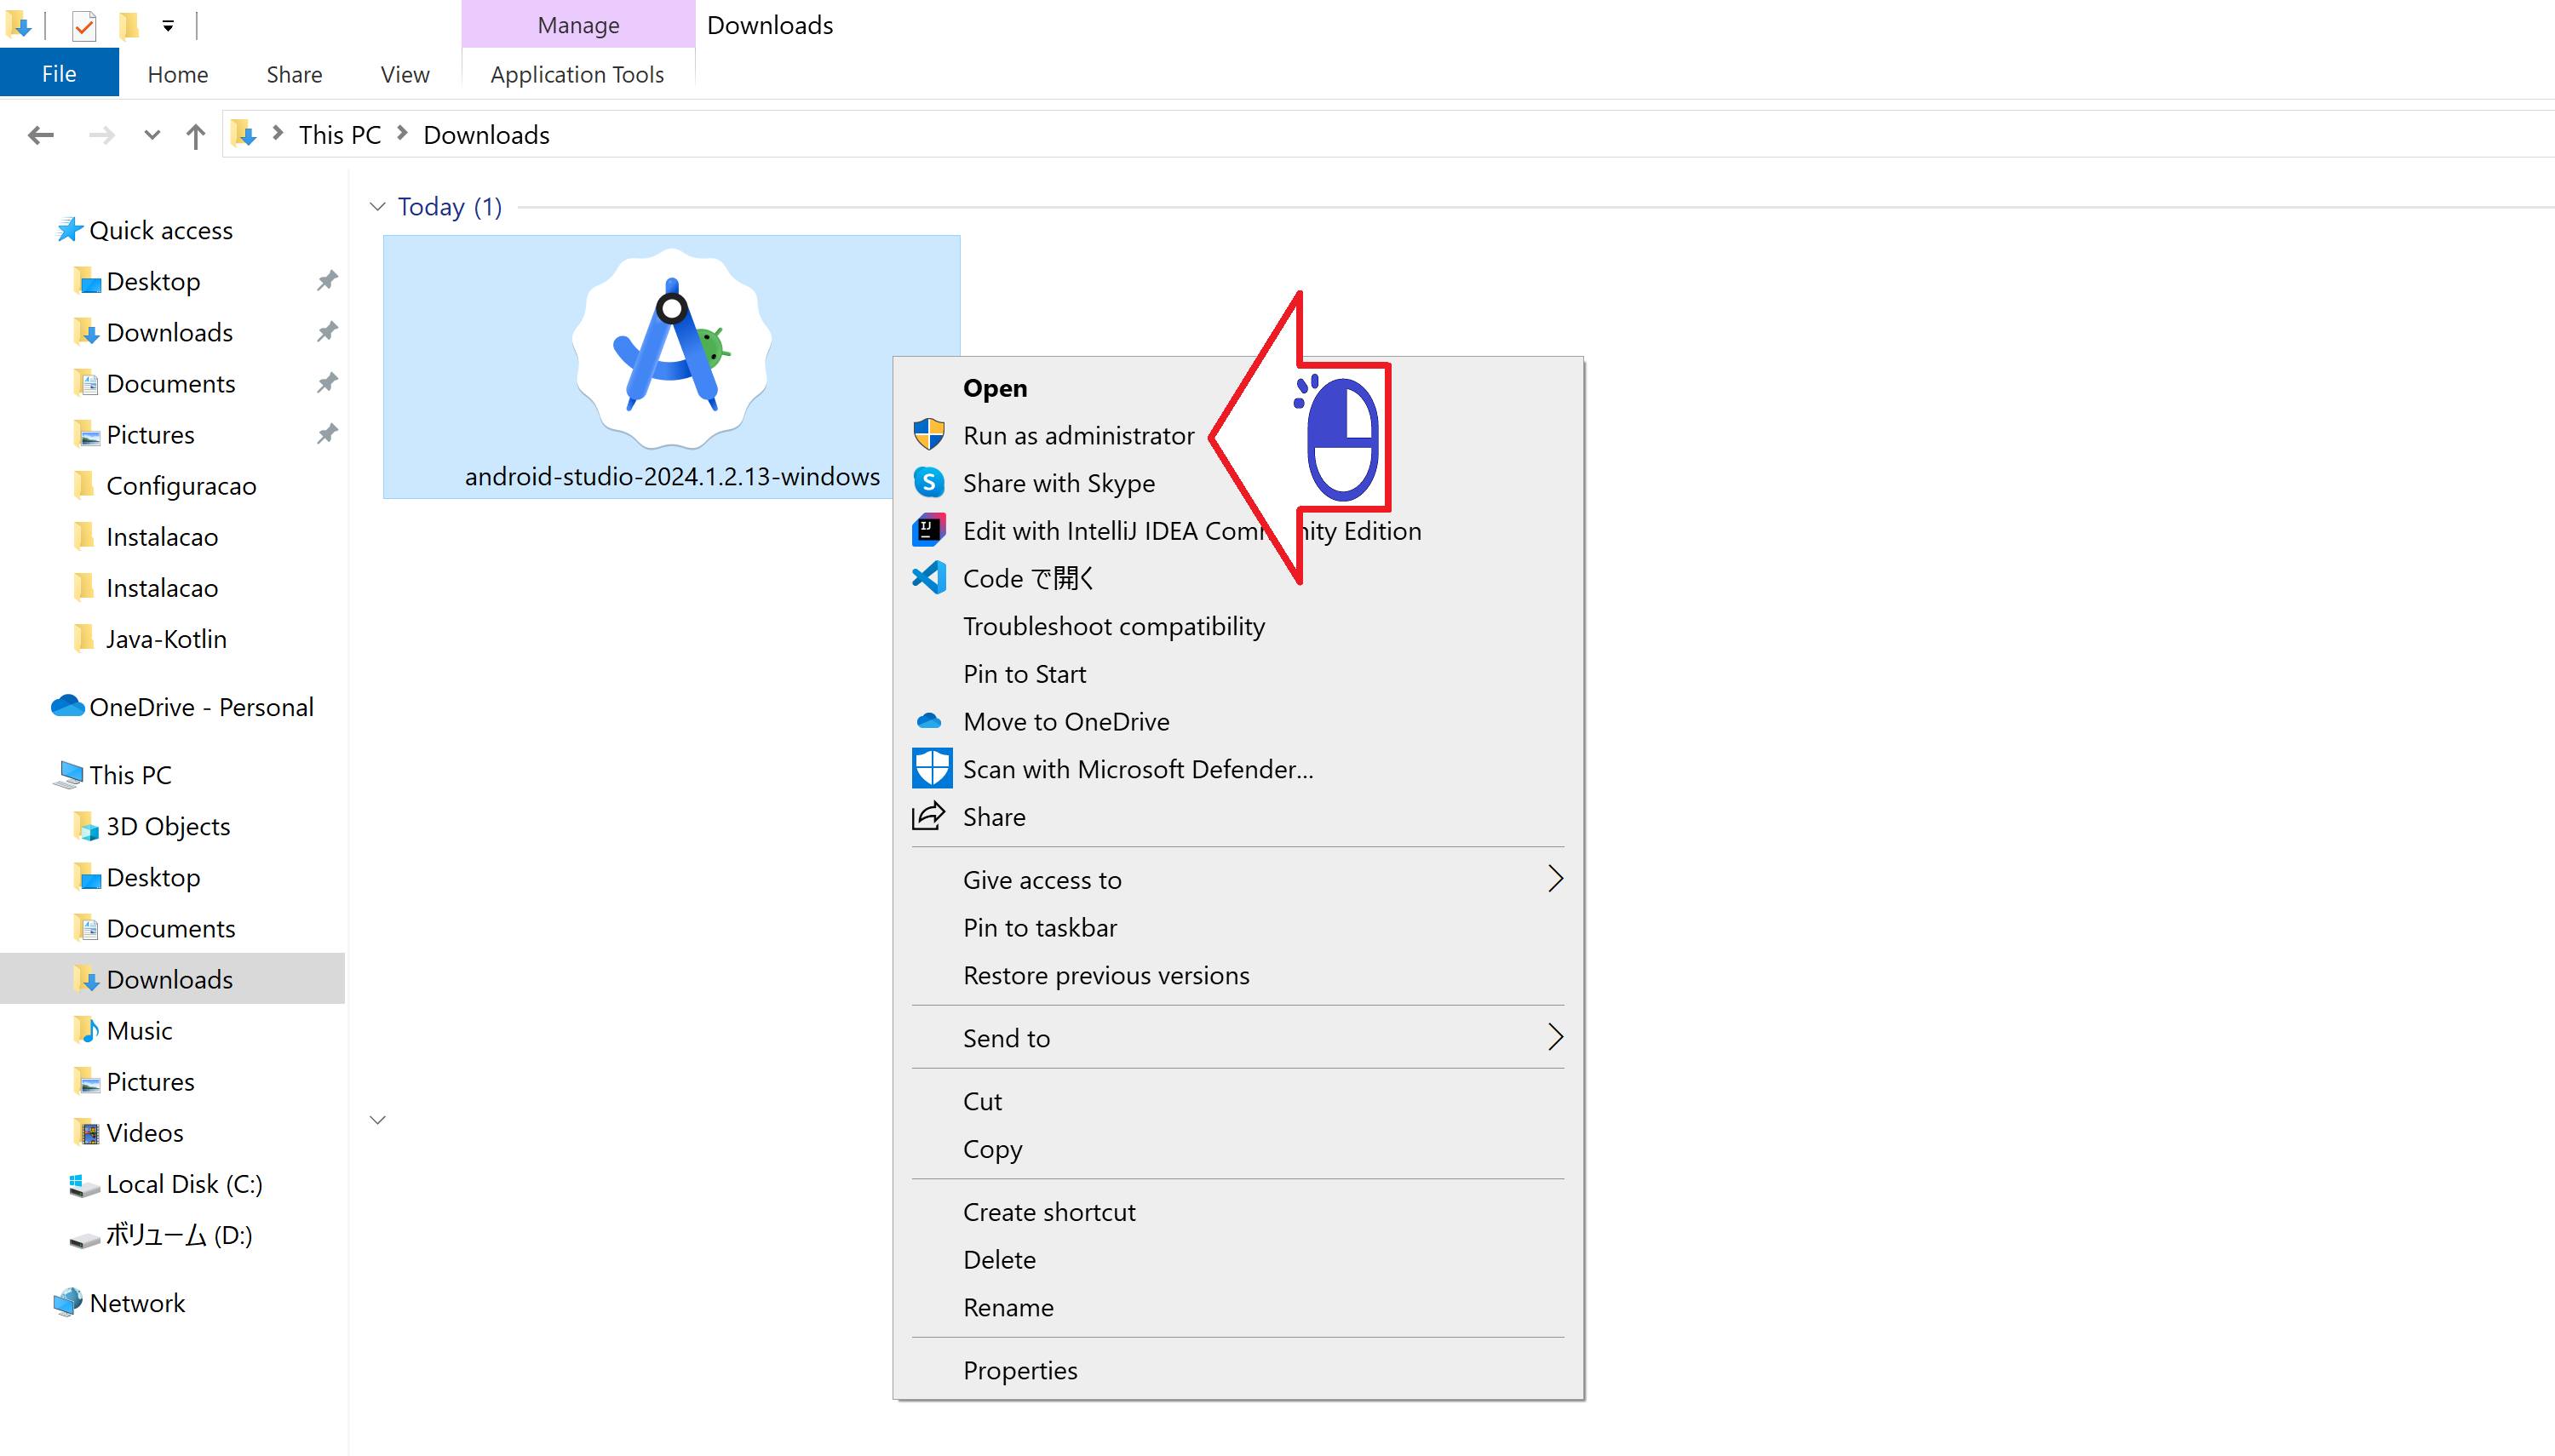 Manage
Downloads
File
Home
Share
View
Application Tools
This PC
Downloads
Quick access
Desktop
Downloads
Documents
Pictures
Configuracao
Instalacao
Instalacao
Java-Kotlin
OneDrive - Personal
This PC
3D Objects
Desktop
Documents
Downloads
Music
Pictures
Videos
Local Disk (C:)
ボリューム (D:)
Network
Today (1)
android-studio-2024.1.2.13-windows
Open
Run as administrator
Share with Skype
Edit with IntelliJ IDEA Com ity Edition
Code で開く
Troubleshoot compatibility
Pin to Start
Move to OneDrive
Scan with Microsoft Defender...
Share
Give access to
Pin to taskbar
Restore previous versions
Send to
Cut
Copy
Create shortcut
Delete
Rename
Properties